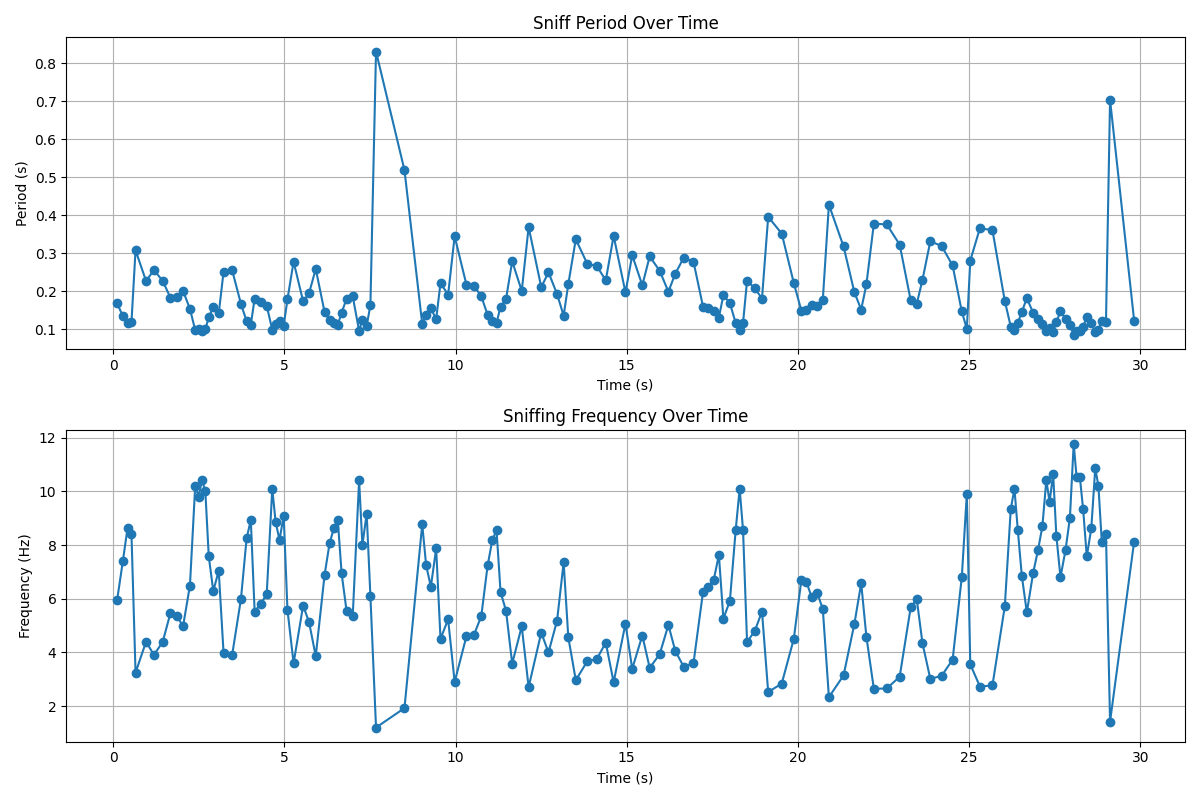 Sniff Period Over Time
Period (s)
0.8
0.7
0.6
0.5
0.4
0.3
0.2
0.1
0 5 10 15 20 25 30
Time (s)
Sniffing Frequency Over Time
Frequency (Hz)
12
10
8
6
4
2
0 5 10 15 20 25 30
Time (s)